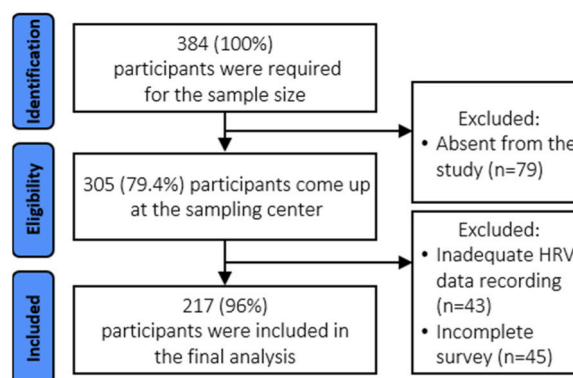 Identification
384 (100%)
participants were required
for the sample size
Excluded:
• Absent from the
study (n=79)
Eligibility
305 (79.4%) participants come up
at the sampling center
Excluded:
• Inadequate HRV
data recording
(n=43)
• Incomplete
survey (n=45)
Included
217 (96%)
participants were included in
the final analysis